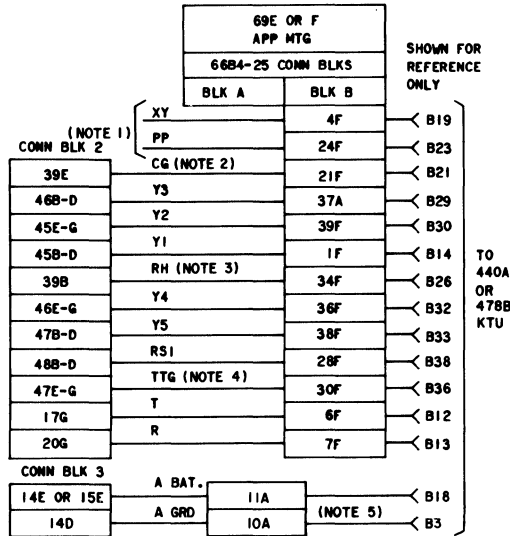 69E OR F
APP MTG
66B4-25 CONN BLKS
BLK A BLK B
SHOWN FOR
REFERENCE
ONLY
(NOTE 1)
XY 4F B19
PP 24F B23
CONN BLK 2
39E CG (NOTE 2) 21F B21
46B-D Y3 37A B29
45E-G Y2 39F B30
45B-D Y1 1F B14
39B RH (NOTE 3) 34F B26
46E-G Y4 36F B32
47B-D Y5 38F B33
48B-D RS1 28F B38
47E-G TTG (NOTE 4) 30F B36
17G T 6F B12
20G R 7F B13
TO
440A
OR
478B
KTU
CONN BLK 3
14E OR 15E A BAT. 11A B18
14D A GRD 10A (NOTE 5) B3